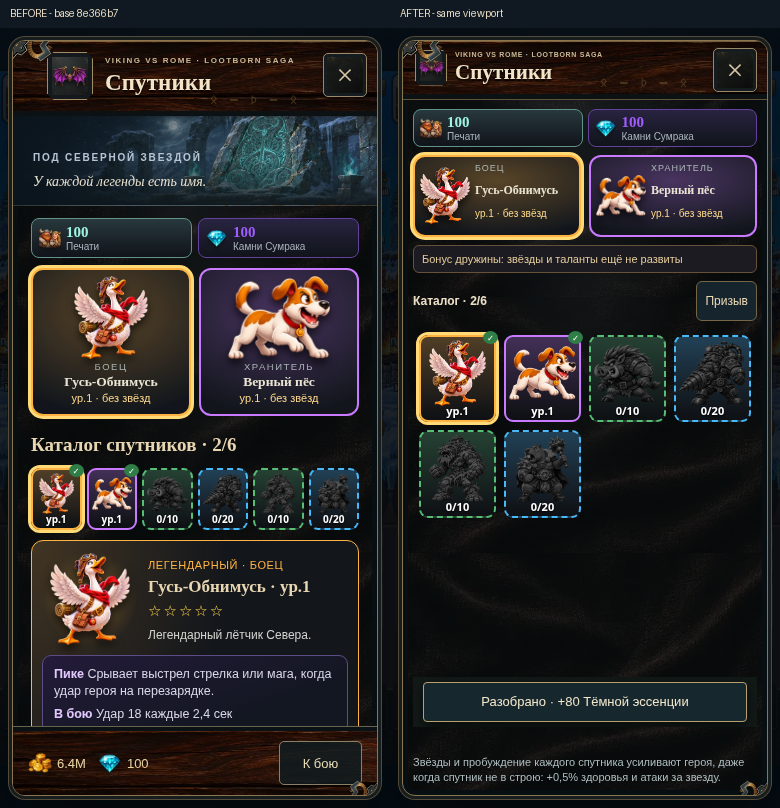 BEFORE · base 8e366b7
VIKING VS ROME · LOOTBORN SAGA
Спутники
ПОД СЕВЕРНОЙ ЗВЕЗДОЙ
У каждой легенды есть имя.
100
Печати
100
Камни Сумрака
БОЕЦ
Гусь-Обнимусь
ур.1 · без звёзд
ХРАНИТЕЛЬ
Верный пёс
ур.1 · без звёзд
Каталог спутников · 2/6
ур.1
ур.1
0/10
0/20
0/10
0/20
ЛЕГЕНДАРНЫЙ · БОЕЦ
Гусь-Обнимусь · ур.1
☆☆☆☆☆
Легендарный лётчик Севера.
Пике Срывает выстрел стрелка или мага, когда
удар героя на перезарядке.
В бою Удар 18 каждые 2,4 сек
6.4M
100
К бою
AFTER · same viewport
VIKING VS ROME · LOOTBORN SAGA
Спутники
100
Печати
100
Камни Сумрака
БОЕЦ
Гусь-Обнимусь
ур.1 · без звёзд
ХРАНИТЕЛЬ
Верный пёс
ур.1 · без звёзд
Бонус дружины: звёзды и таланты ещё не развиты
Каталог · 2/6
Призыв
ур.1
ур.1
0/10
0/20
0/10
0/20
Разобрано · +80 Тёмной эссенции
Звёзды и пробуждение каждого спутника усиливают героя, даже
когда спутник не в строю: +0,5% здоровья и атаки за звезду.